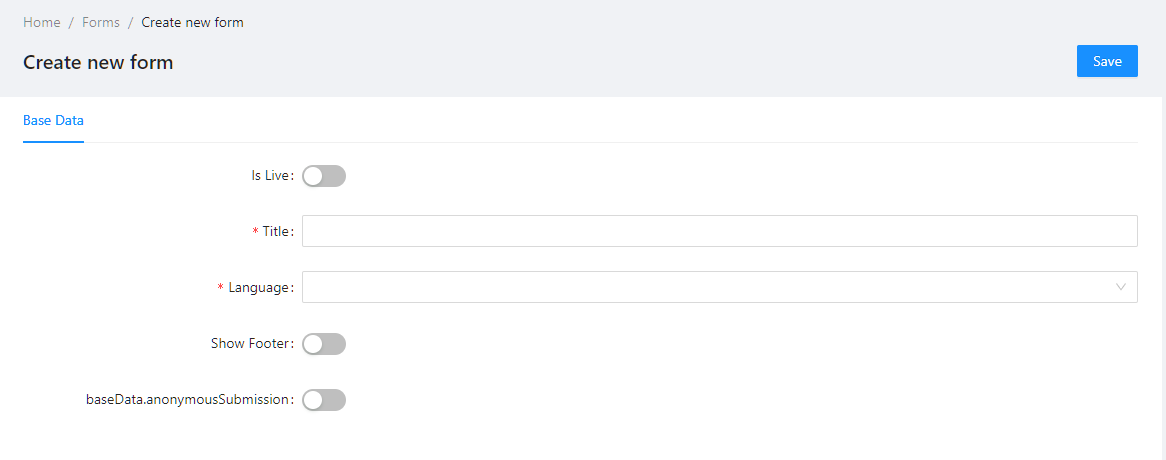 Home / Forms / Create new form
Create new form
Save
Base Data
Is Live:
* Title:
* Language:
Show Footer:
baseData.anonymousSubmission: